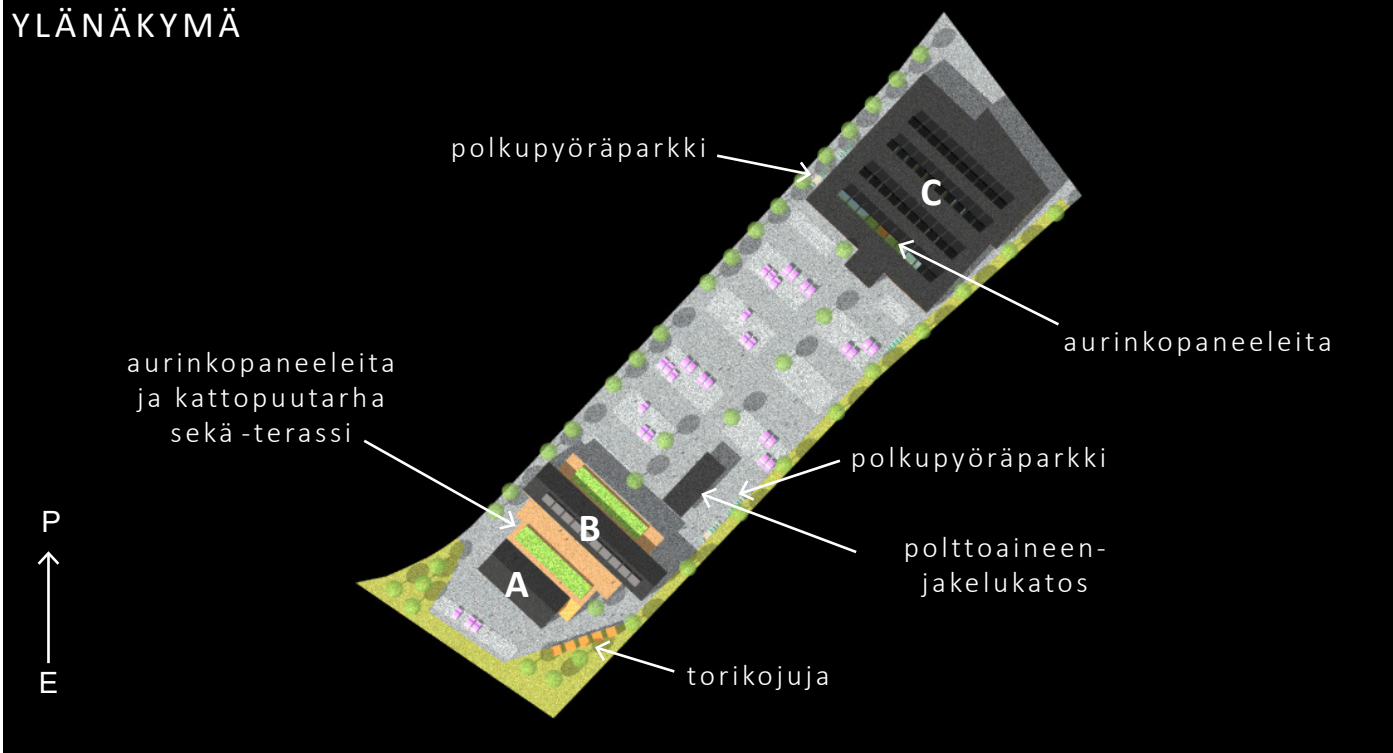 YLÄNÄKYMÄ
polkupyöräparkki
C
aurinkopaneeleita
aurinkopaneeleita
ja kattopuutarha
sekä -terassi
polkupyöräparkki
P
B
polttoaineen-
jakelukatos
A
E
torikojuja